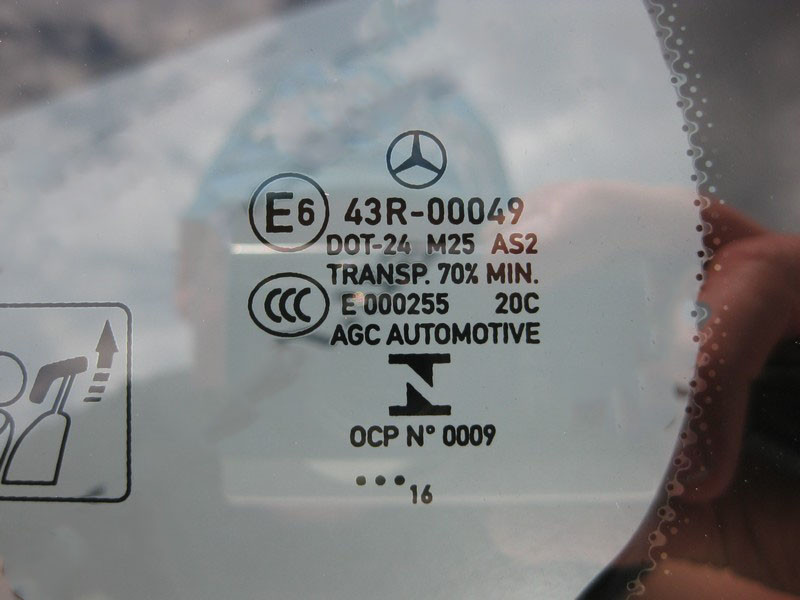 E6 43R-00049
DOT-24 M25 AS2
TRANSP. 70% MIN.
CCC E 000255 20C
AGC AUTOMOTIVE
OCP N° 0009
•••16